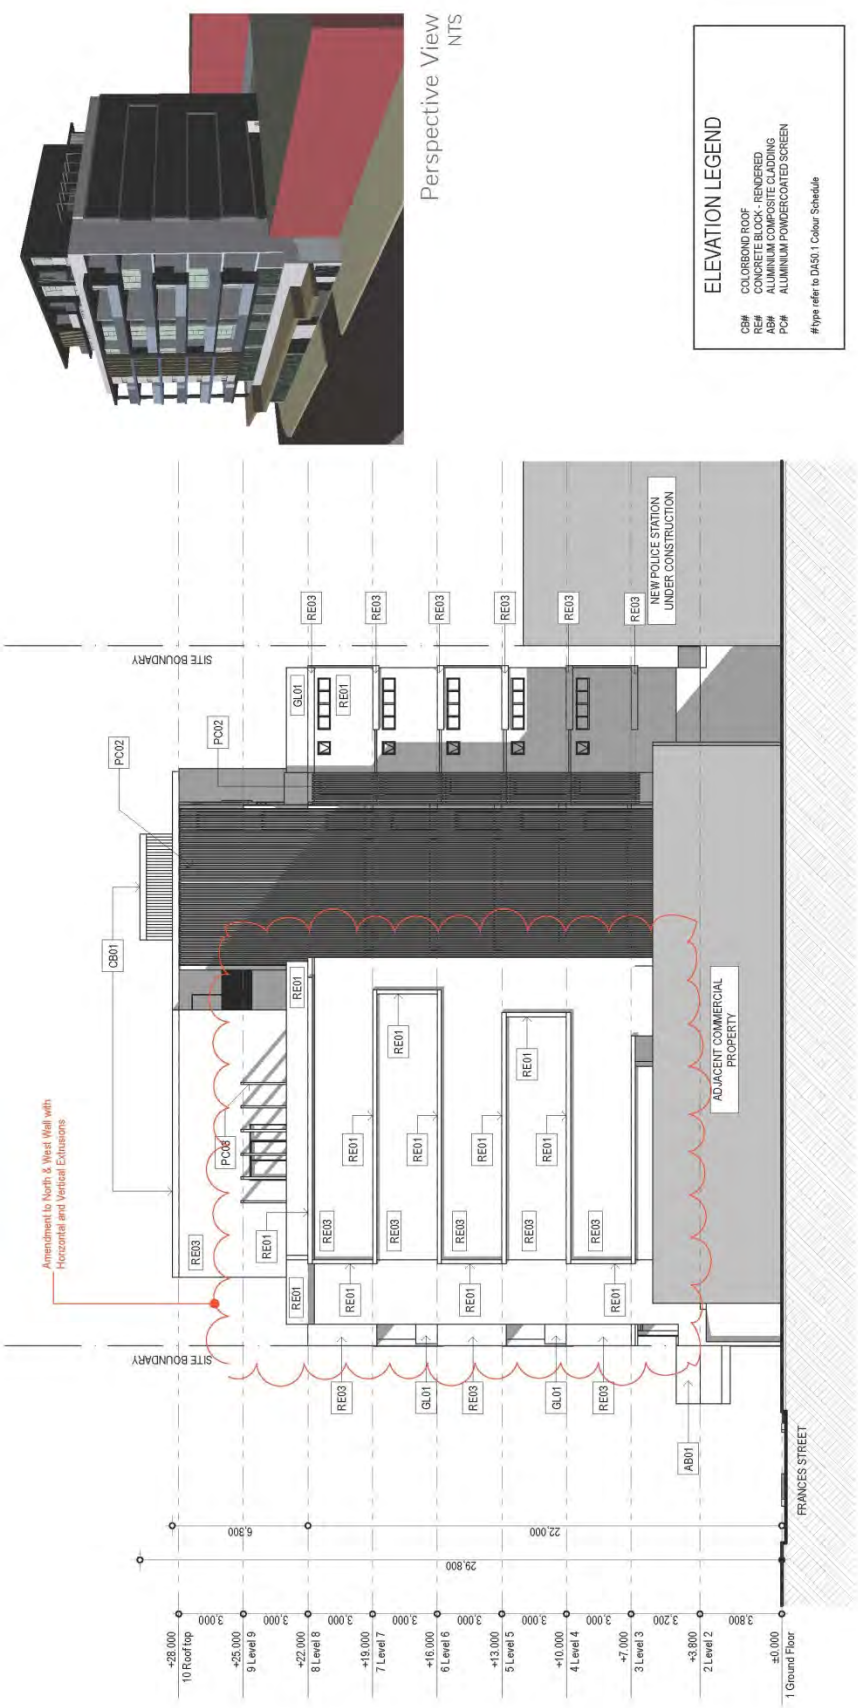 Perspective View
NTS
ELEVATION LEGEND
CB# COLORBOND ROOF
RE# CONCRETE BLOCK - RENDERED
AB# ALUMINIUM COMPOSITE CLADDING
PC# ALUMINIUM POWDERCOATED SCREEN
#type refer to DA50.1 Colour Schedule
Amendment to North & West Wall with
Horizontal and Vertical Extrusions
CB01
PC02
PC02
SITE BOUNDARY
SITE BOUNDARY
RE03
GL01
RE01
RE01
RE01
RE01
RE01
RE03
RE03
RE03
RE03
RE03
RE01
RE01
RE01
RE01
RE01
RE01
RE01
RE01
RE01
RE03
GL01
RE03
GL01
RE03
AB01
RE03
RE03
RE03
RE03
RE03
RE03
NEW POLICE STATION
UNDER CONSTRUCTION
ADJACENT COMMERCIAL
PROPERTY
FRANCES STREET
6,800
22,000
29,800
3,000
3,000
3,000
3,000
3,000
3,000
3,000
3,200
3,800
+28.000
10 Roof top
+25.000
9 Level 9
+22.000
8 Level 8
+19.000
7 Level 7
+16.000
6 Level 6
+13.000
5 Level 5
+10.000
4 Level 4
+7.000
3 Level 3
+3.800
2 Level 2
±0.000
1 Ground Floor